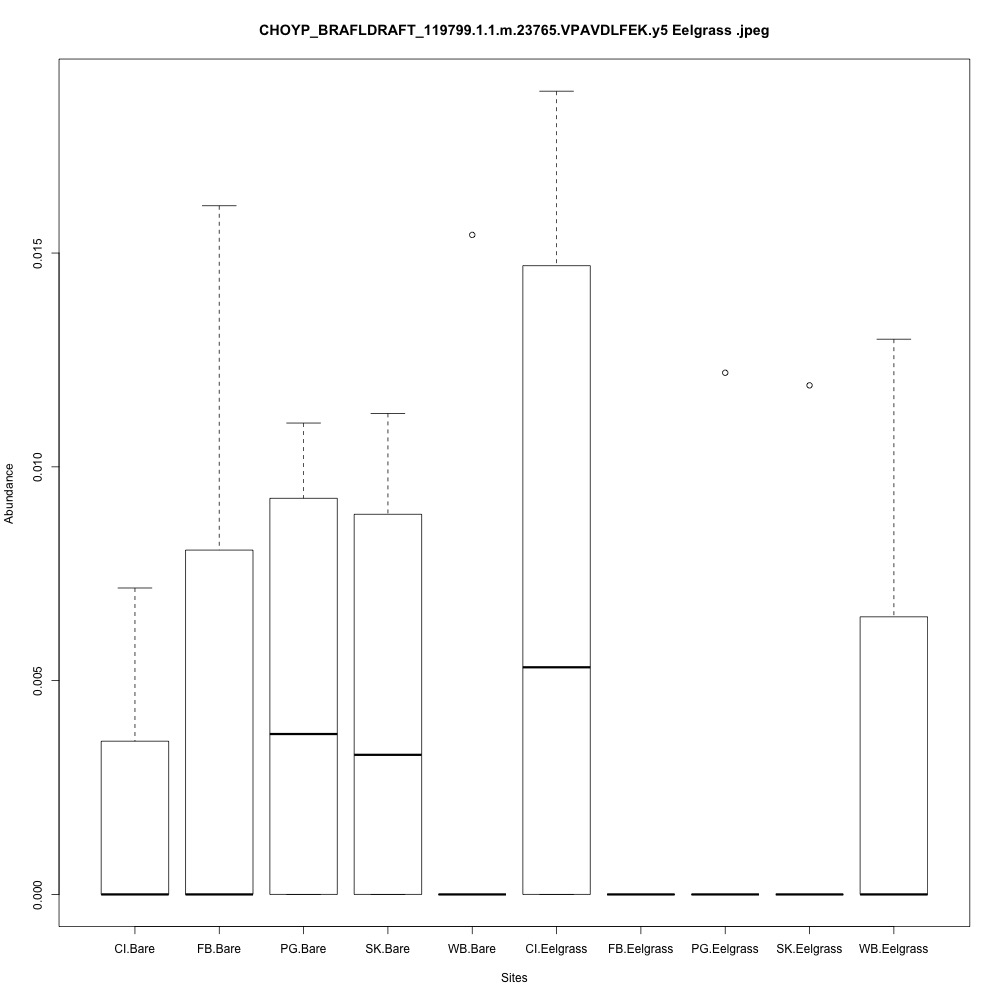 CHOYP_BRAFLDRAFT_119799.1.1.m.23765.VPAVDLFEK.y5 Eelgrass .jpeg
Abundance
0.015
0.010
0.005
0.000
CI.Bare FB.Bare PG.Bare SK.Bare WB.Bare CI.Eelgrass FB.Eelgrass PG.Eelgrass SK.Eelgrass WB.Eelgrass
Sites